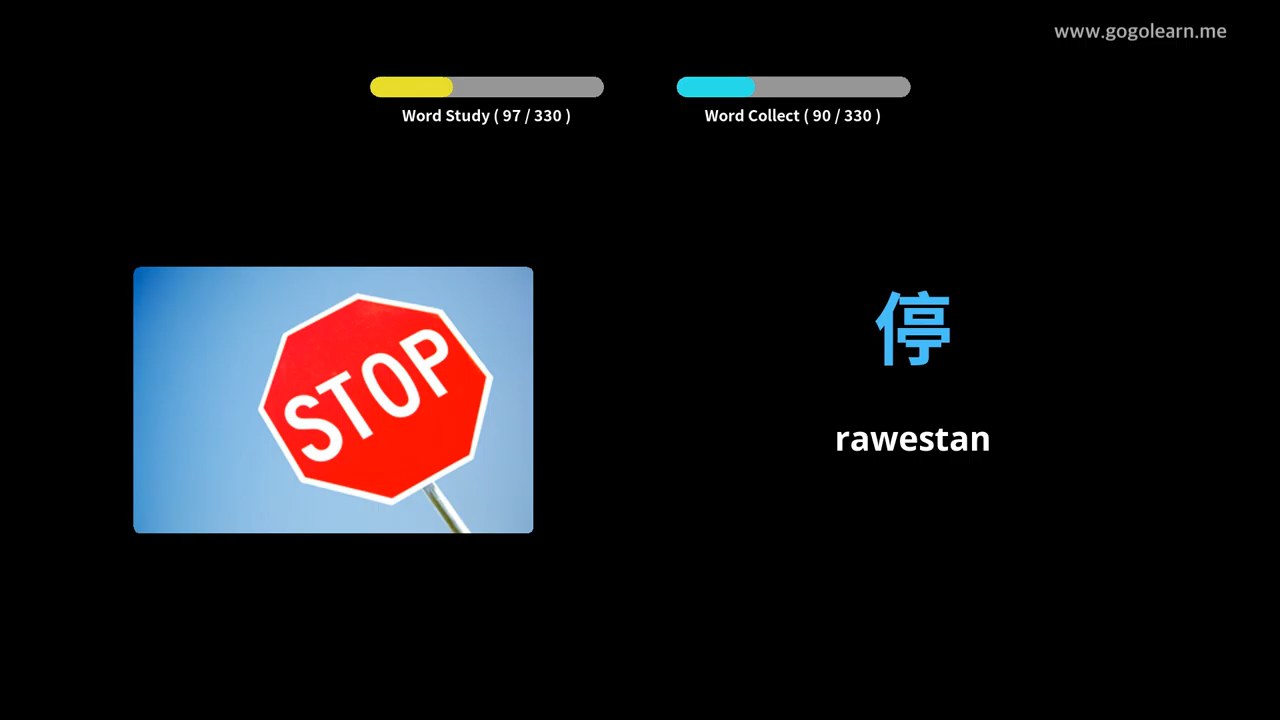 www.gogolearn.me
Word Study ( 97 / 330 )
Word Collect ( 90 / 330 )
STOP
停
rawestan